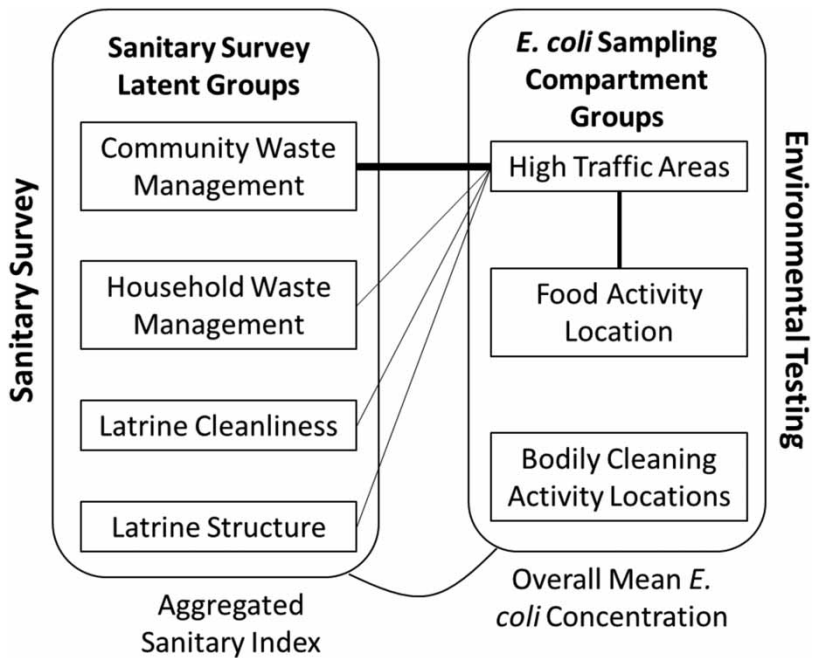 Sanitary Survey
Sanitary Survey
Latent Groups
Community Waste
Management
Household Waste
Management
Latrine Cleanliness
Latrine Structure
Aggregated
Sanitary Index
E. coli Sampling
Compartment
Groups
High Traffic Areas
Food Activity
Location
Bodily Cleaning
Activity Locations
Overall Mean E.
coli Concentration
Environmental Testing